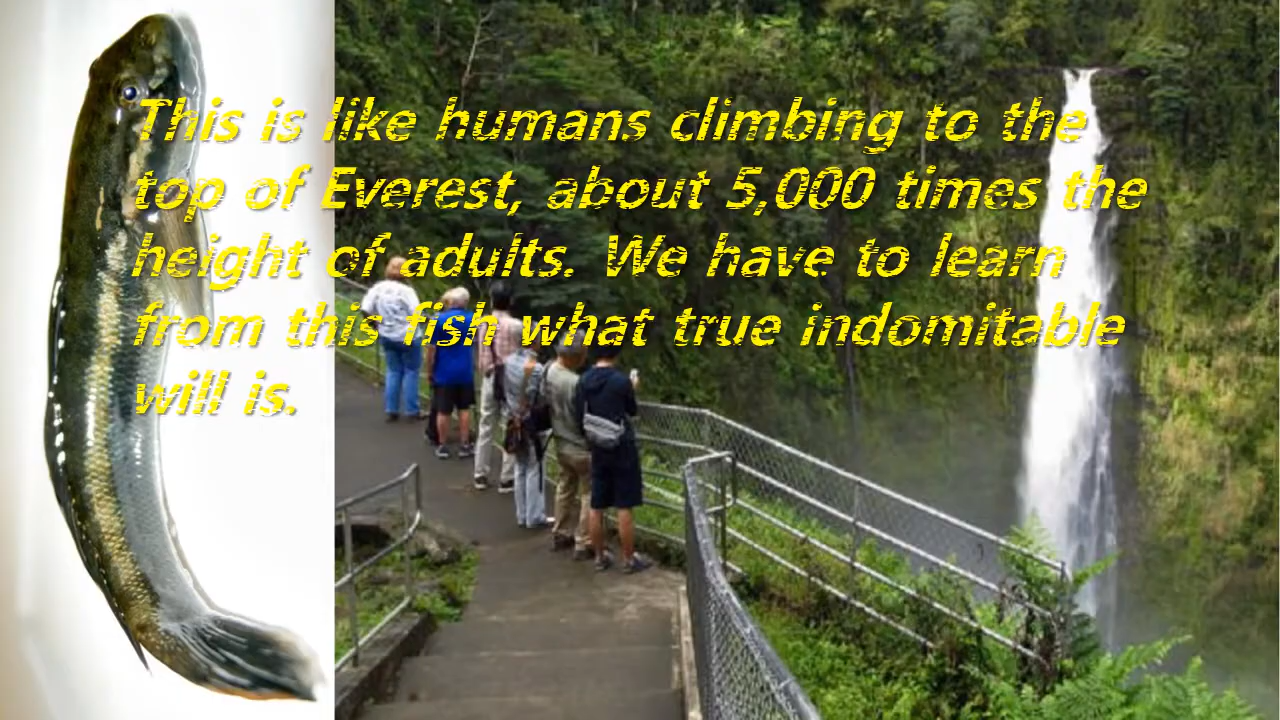 This is like humans climbing to the
top of Everest, about 5,000 times the
height of adults. We have to learn
from this fish what true indomitable
will is.